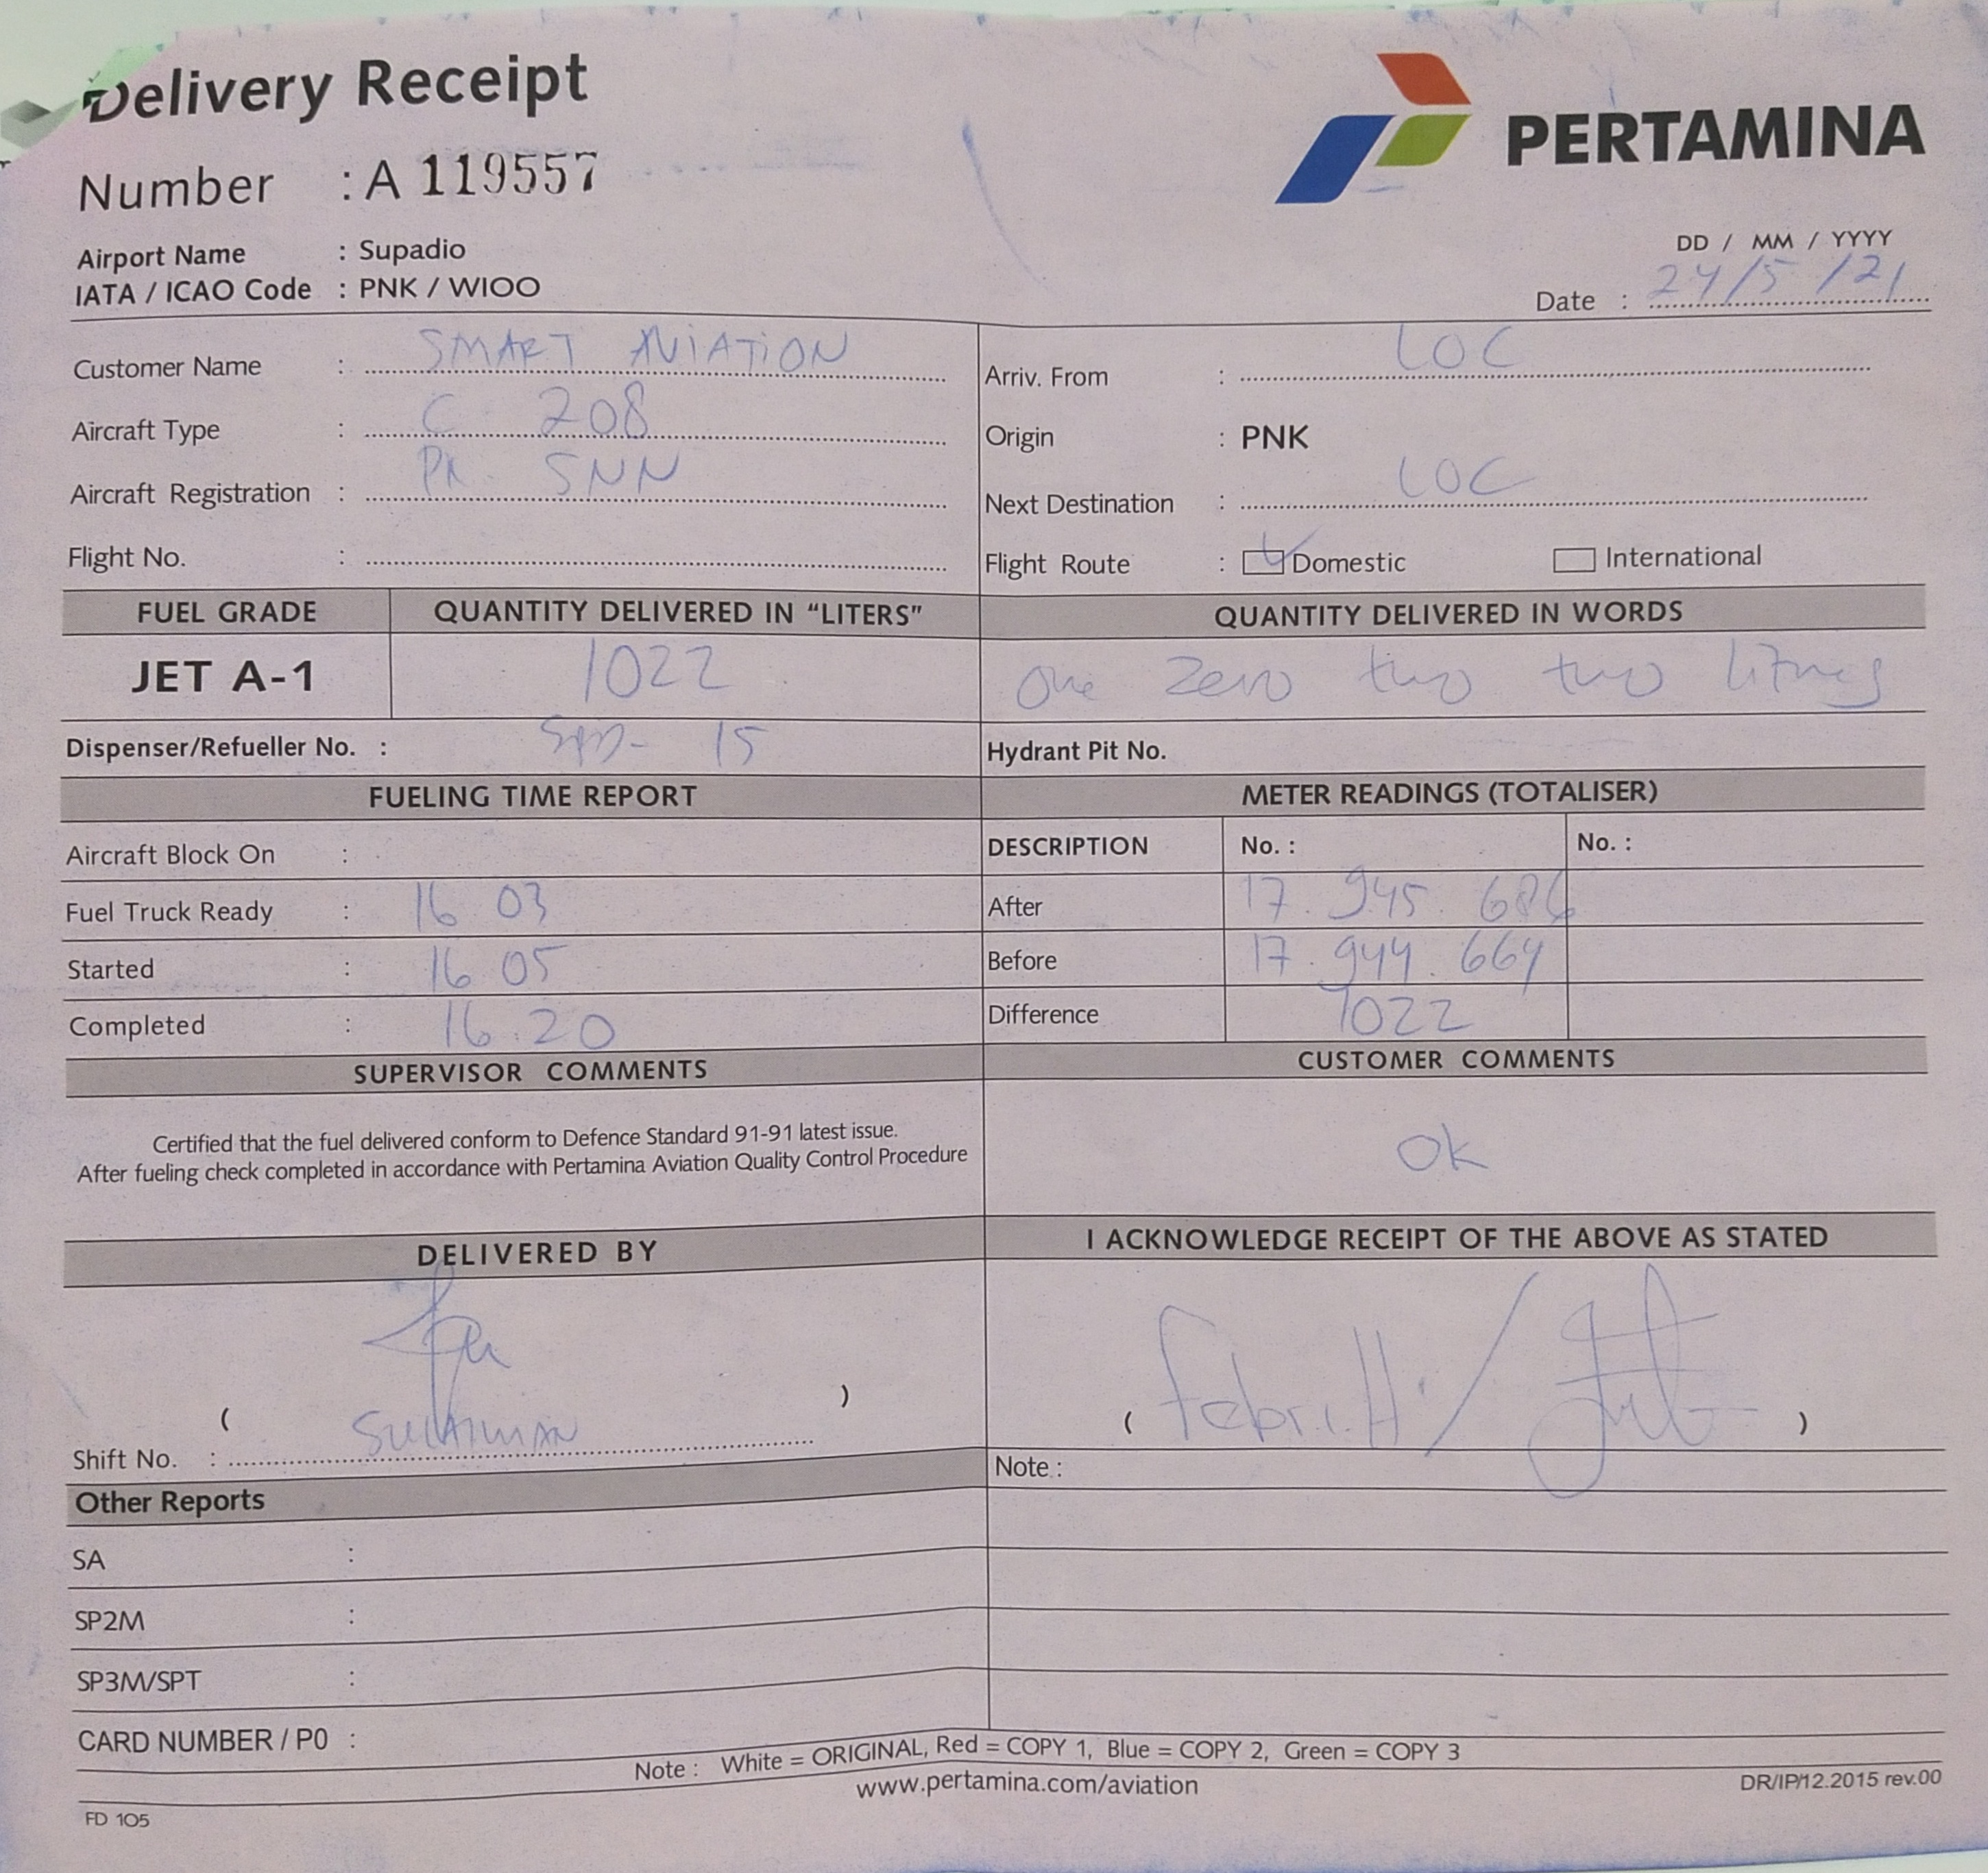 Delivery Receipt
PERTAMINA
Number : A 119557
Airport Name : Supadio
IATA / ICAO Code : PNK / WIOO
DD / MM / YYYY
Date : 24/5/21
Customer Name : SMART AVIATION
Aircraft Type : C 208
Aircraft Registration : PK. SNN
Flight No. :
Arriv. From : LOC
Origin : PNK
Next Destination : LOC
Flight Route : Domestic International
FUEL GRADE QUANTITY DELIVERED IN “LITERS” QUANTITY DELIVERED IN WORDS
JET A-1 1022 One Zero two two litres
Dispenser/Refueller No. : SPD- 15 Hydrant Pit No.
FUELING TIME REPORT
Aircraft Block On :
Fuel Truck Ready : 16 03
Started : 16 05
Completed : 16.20
METER READINGS (TOTALISER)
DESCRIPTION No. : No. :
After 17. 945. 686
Before 17. 944. 664
Difference 1022
SUPERVISOR COMMENTS
Certified that the fuel delivered conform to Defence Standard 91-91 latest issue.
After fueling check completed in accordance with Pertamina Aviation Quality Control Procedure
CUSTOMER COMMENTS
Ok
DELIVERED BY
( )
SULAIMAN
Shift No. :
I ACKNOWLEDGE RECEIPT OF THE ABOVE AS STATED
( )
Note :
Other Reports
SA :
SP2M :
SP3M/SPT :
CARD NUMBER / P0 :
Note : White = ORIGINAL, Red = COPY 1, Blue = COPY 2, Green = COPY 3
www.pertamina.com/aviation
DR/IP/12.2015 rev.00
FD 105